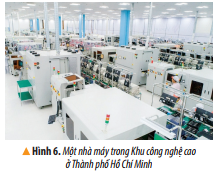 ▲ Hình 6. Một nhà máy trong Khu công nghệ cao
ở Thành phố Hồ Chí Minh